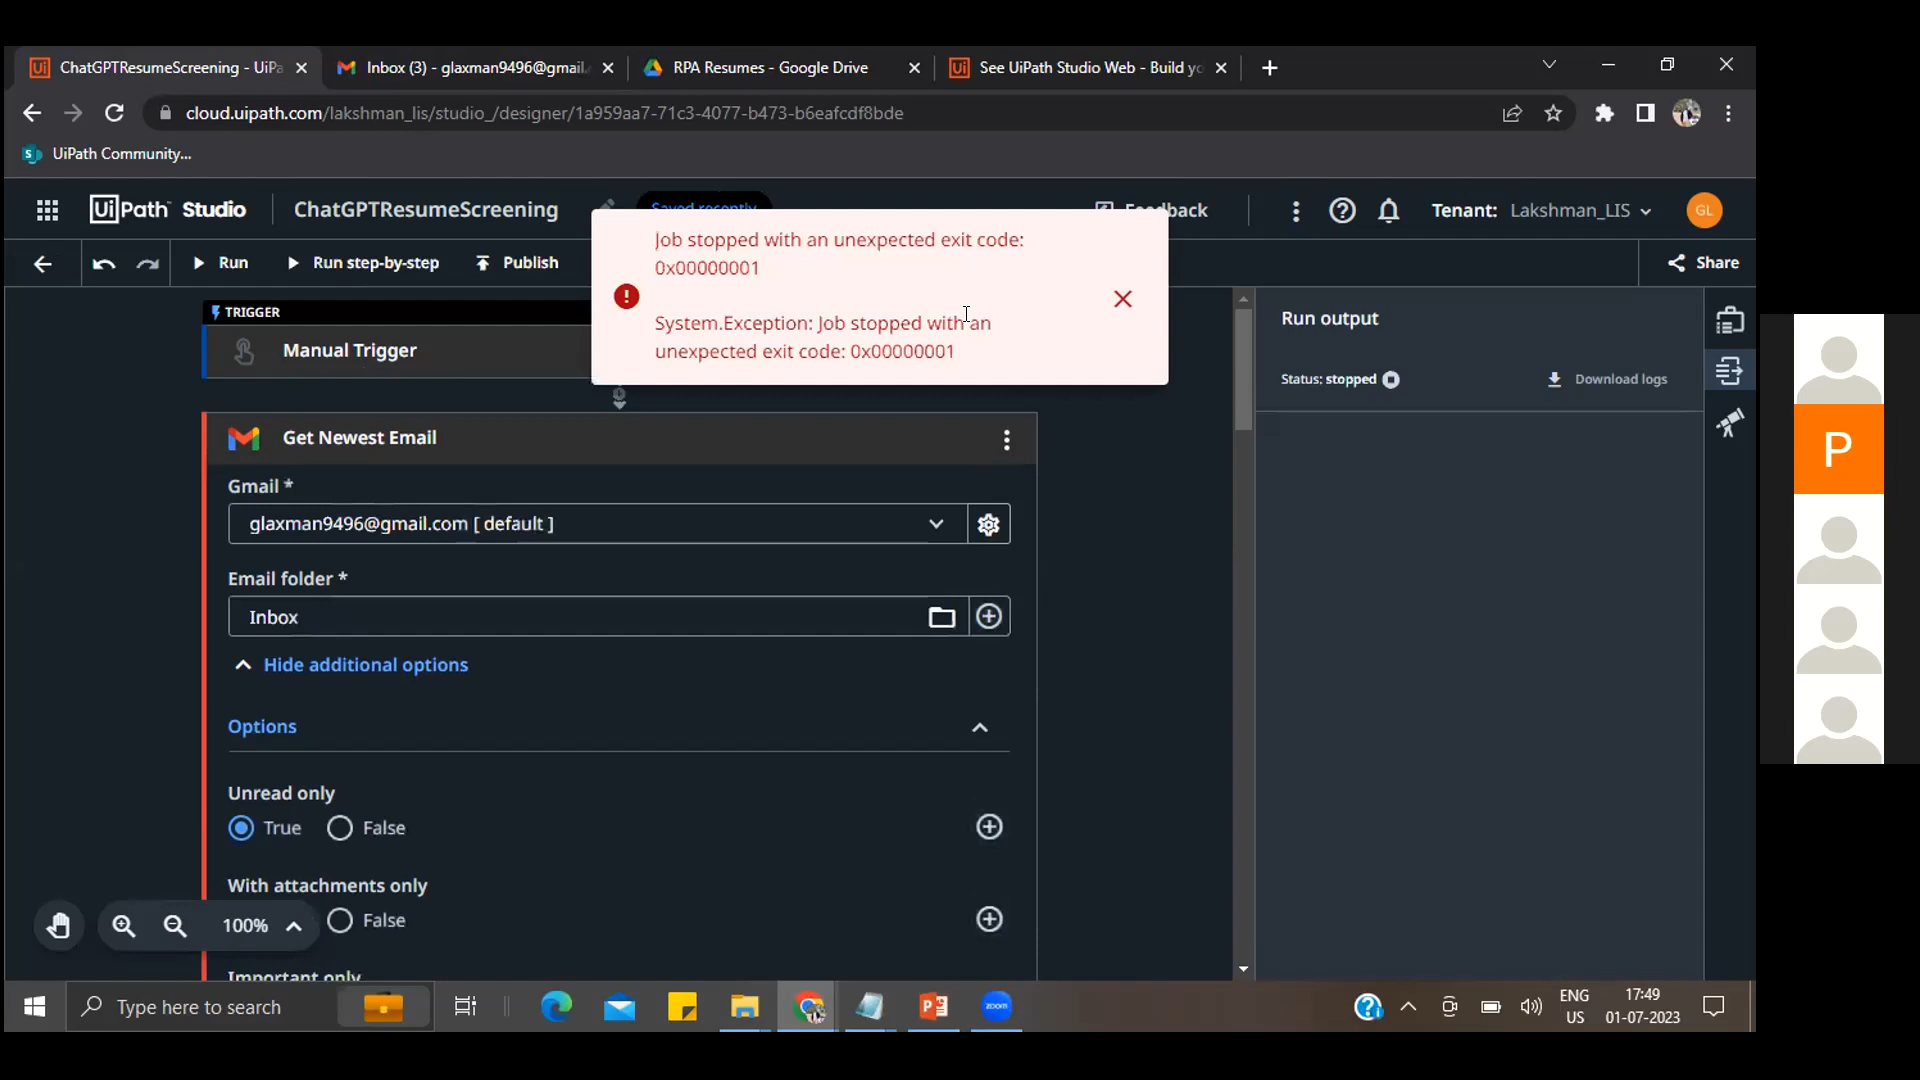 ChatGPTResumeScreening - UiPa
Inbox (3) - glaxman9496@gmail.
RPA Resumes - Google Drive
See UiPath Studio Web - Build yo
cloud.uipath.com/lakshman_lis/studio_/designer/1a959aa7-71c3-4077-b473-b6eafcdf8bde
S
UiPath Community...
UiPath Studio
ChatGPTResumeScreening
Saved recently
Feedback
Tenant: Lakshman_LIS
GL
Run
Run step-by-step
Publish
Share
Job stopped with an unexpected exit code:
0x00000001
System.Exception: Job stopped with an
unexpected exit code: 0x00000001
TRIGGER
Manual Trigger
Run output
Status: stopped
Download logs
Get Newest Email
Gmail *
glaxman9496@gmail.com [ default ]
Email folder *
Inbox
Hide additional options
Options
Unread only
True
False
With attachments only
False
100%
Important only
P
Type here to search
zoom
ENG
US
17:49
01-07-2023